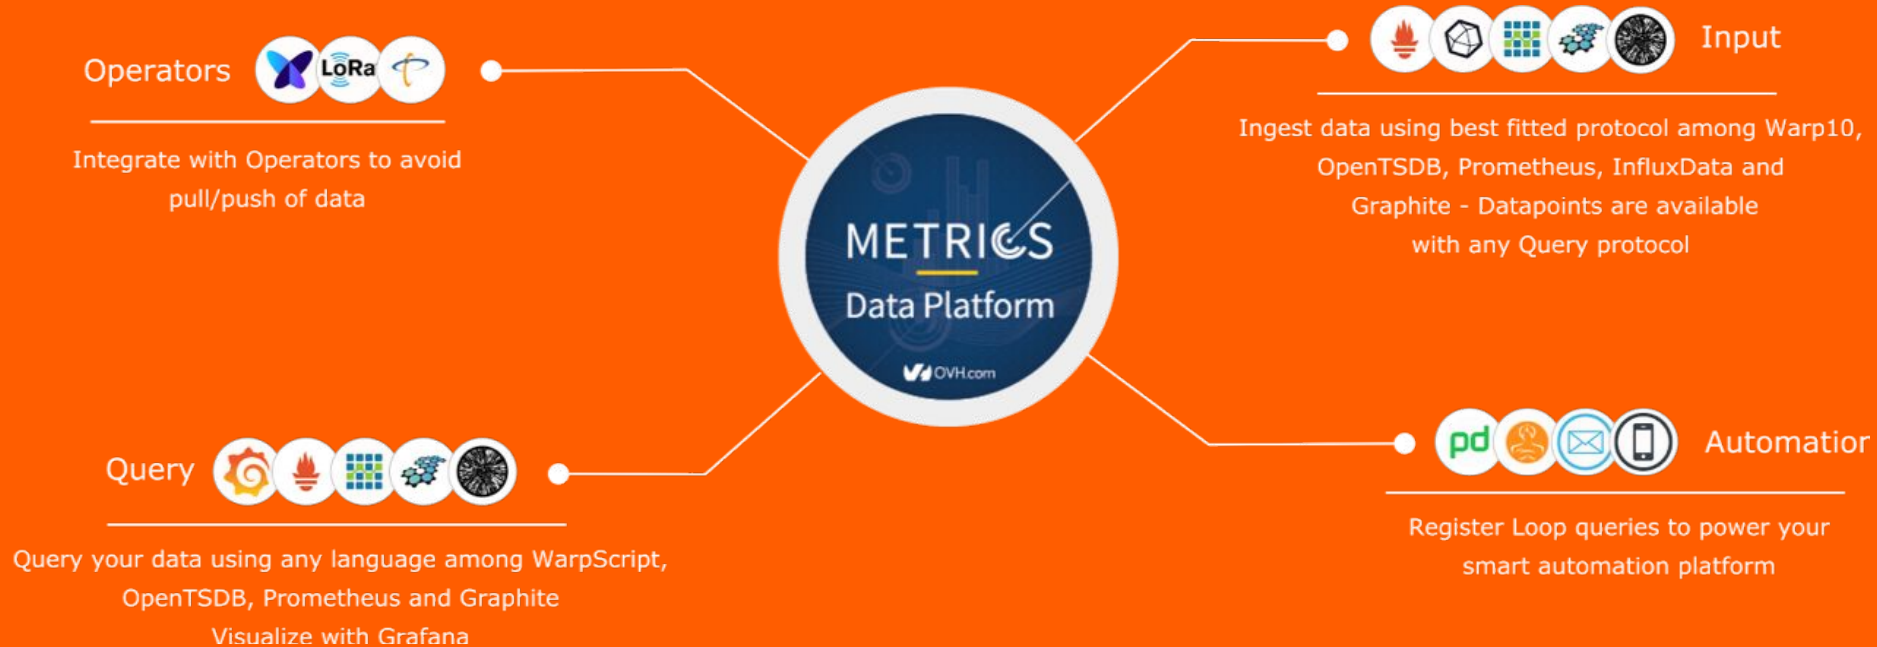 Operators
LoRa
Integrate with Operators to avoid
pull/push of data
Input
Ingest data using best fitted protocol among Warp10,
OpenTSDB, Prometheus, InfluxData and
Graphite - Datapoints are available
with any Query protocol
METRICS
Data Platform
OVH.com
Query
Query your data using any language among WarpScript,
OpenTSDB, Prometheus and Graphite
Visualize with Grafana
pd
Automation
Register Loop queries to power your
smart automation platform